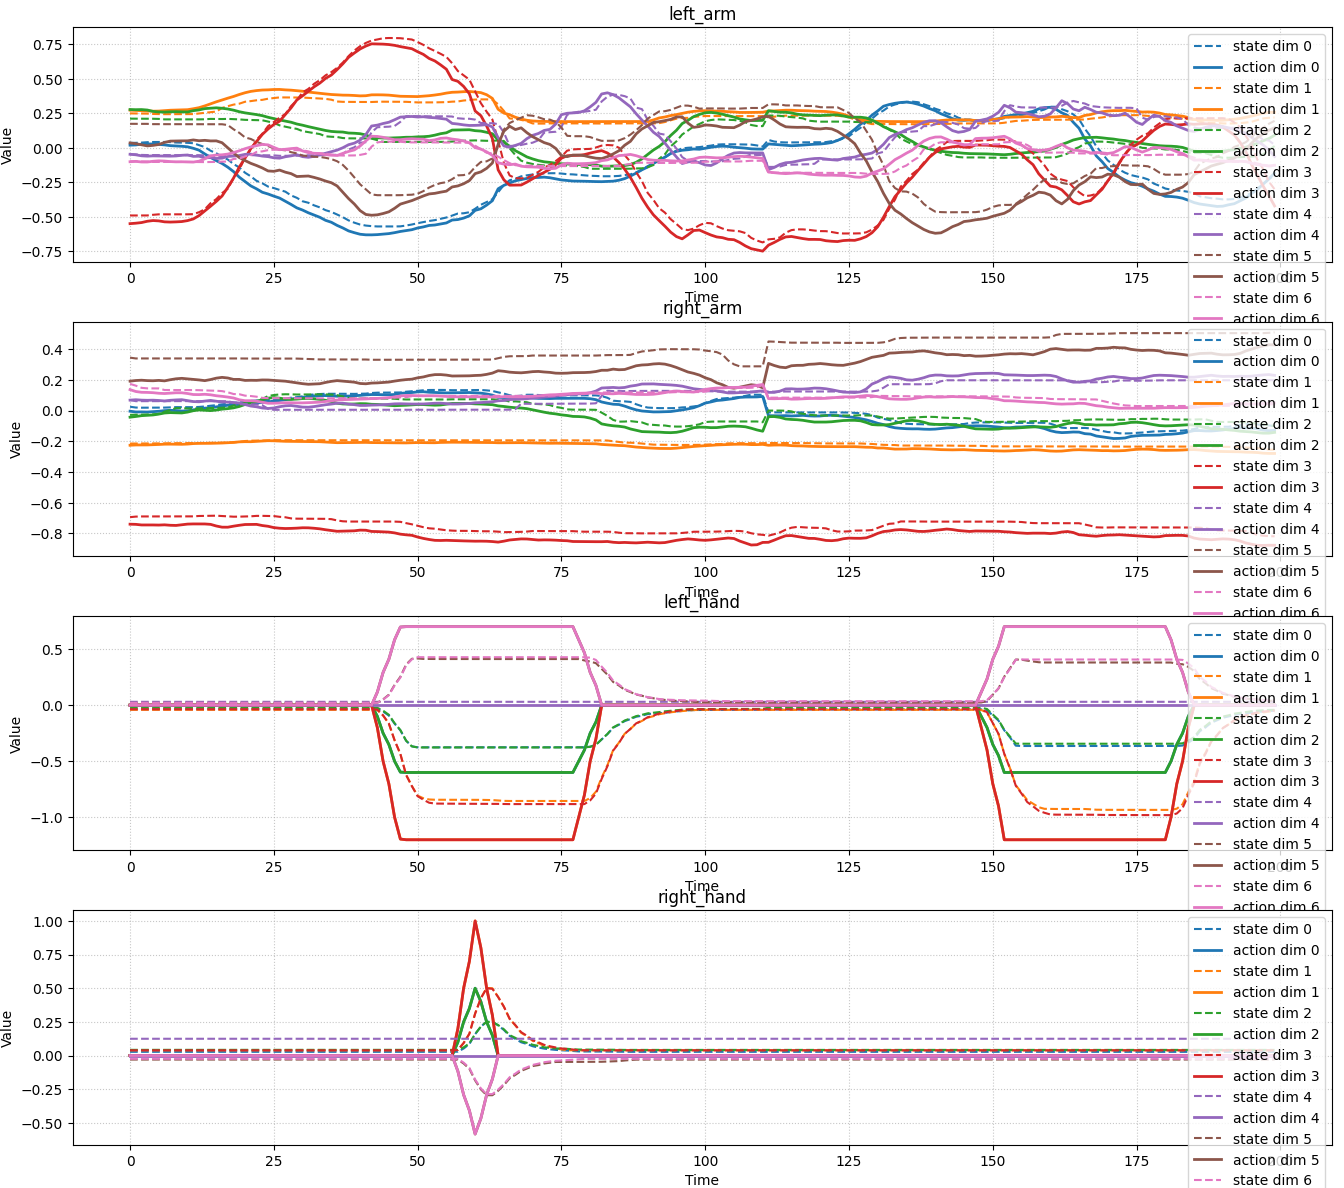 left_arm
0.75
0.50
0.25
0.00
−0.25
−0.50
−0.75
Value
0
25
50
75
100
125
150
175
Time
state dim 0
action dim 0
state dim 1
action dim 1
state dim 2
action dim 2
state dim 3
action dim 3
state dim 4
action dim 4
state dim 5
action dim 5
state dim 6
action dim 6
right_arm
0.4
0.2
0.0
−0.2
−0.4
−0.6
−0.8
Value
0
25
50
75
100
125
150
175
Time
state dim 0
action dim 0
state dim 1
action dim 1
state dim 2
action dim 2
state dim 3
action dim 3
state dim 4
action dim 4
state dim 5
action dim 5
state dim 6
action dim 6
left_hand
0.5
0.0
−0.5
−1.0
Value
0
25
50
75
100
125
150
175
Time
state dim 0
action dim 0
state dim 1
action dim 1
state dim 2
action dim 2
state dim 3
action dim 3
state dim 4
action dim 4
state dim 5
action dim 5
state dim 6
action dim 6
right_hand
1.00
0.75
0.50
0.25
0.00
−0.25
−0.50
Value
0
25
50
75
100
125
150
175
Time
state dim 0
action dim 0
state dim 1
action dim 1
state dim 2
action dim 2
state dim 3
action dim 3
state dim 4
action dim 4
state dim 5
action dim 5
state dim 6